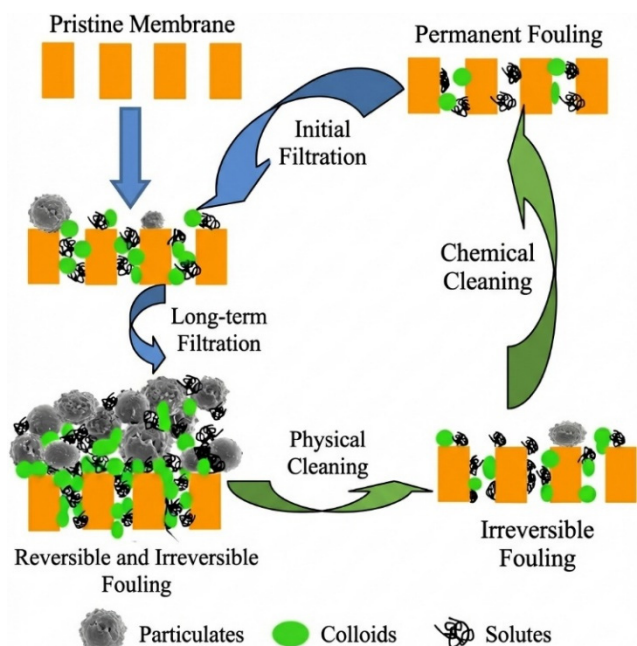 Pristine Membrane
Permanent Fouling
Initial
Filtration
Chemical
Cleaning
Long-term
Filtration
Physical
Cleaning
Irreversible
Fouling
Reversible and Irreversible
Fouling
Particulates
Colloids
Solutes